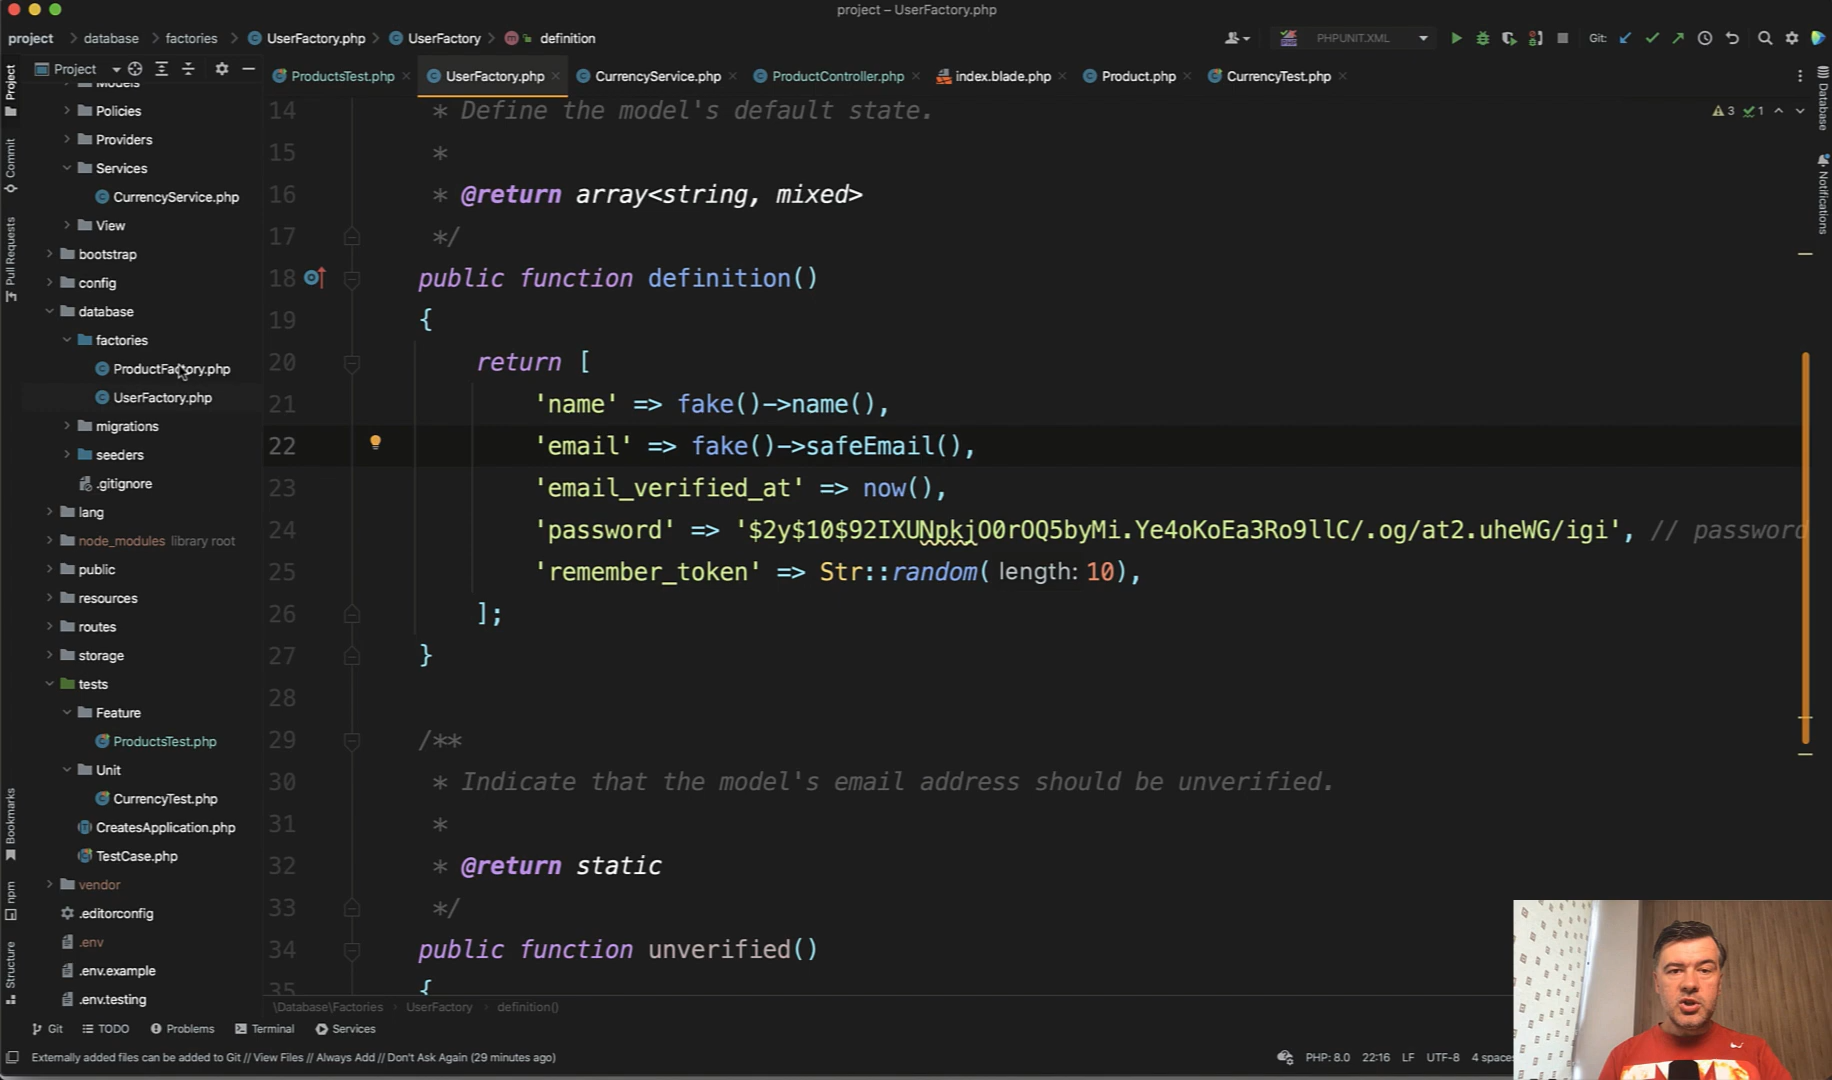 project – UserFactory.php
project
database
factories
UserFactory.php
UserFactory
definition
PHPUNIT.XML
Git:
Project
ProductsTest.php
UserFactory.php
CurrencyService.php
ProductController.php
index.blade.php
Product.php
CurrencyTest.php
Project
Commit
Pull Requests
Bookmarks
npm
Structure
Database
Notifications
Models
Policies
Providers
Services
CurrencyService.php
View
bootstrap
config
database
factories
ProductFactory.php
UserFactory.php
migrations
seeders
.gitignore
lang
node_modules library root
public
resources
routes
storage
tests
Feature
ProductsTest.php
Unit
CurrencyTest.php
CreatesApplication.php
TestCase.php
vendor
.editorconfig
.env
.env.example
.env.testing
3 1
14 * Define the model's default state.
15 *
16 * @return array<string, mixed>
17 */
18 public function definition()
19 {
20 return [
21 'name' => fake()->name(),
22 'email' => fake()->safeEmail(),
23 'email_verified_at' => now(),
24 'password' => '$2y$10$92IXUNpkjO0rOQ5byMi.Ye4oKoEa3Ro9llC/.og/at2.uheWG/igi', // password
25 'remember_token' => Str::random( length: 10),
26 ];
27 }
28
29 /**
30 * Indicate that the model's email address should be unverified.
31 *
32 * @return static
33 */
34 public function unverified()
35 {
\Database\Factories
UserFactory
definition()
Git
TODO
Problems
Terminal
Services
Externally added files can be added to Git // View Files // Always Add // Don't Ask Again (29 minutes ago)
PHP: 8.0
22:16
LF
UTF-8
4 spaces